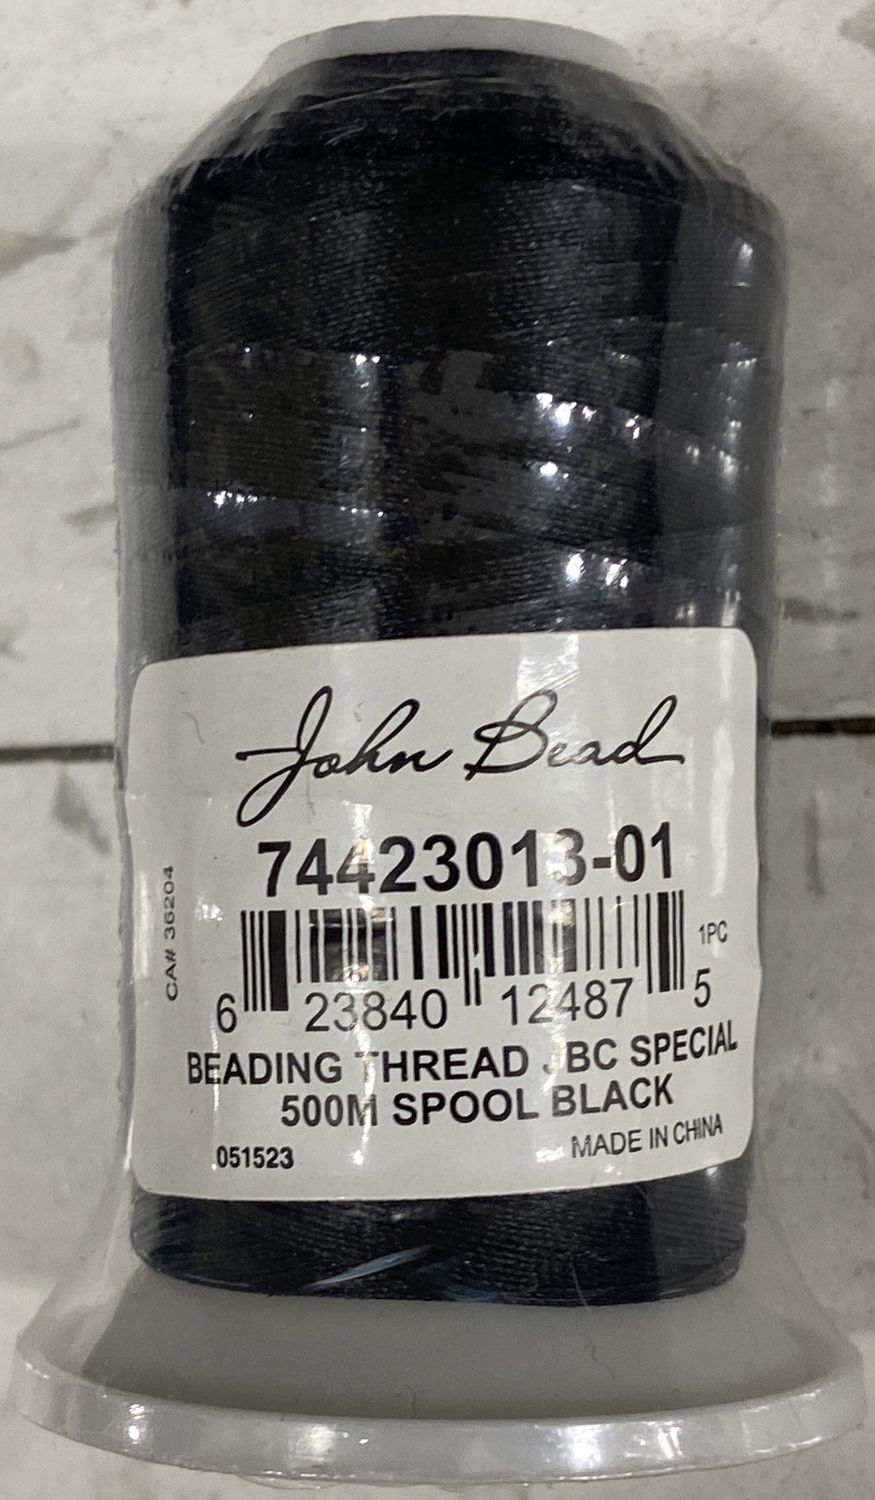 John Bead
74423013-01
CA# 36204
1PC
6 23840 12487 5
BEADING THREAD JBC SPECIAL
500M SPOOL BLACK
051523
MADE IN CHINA